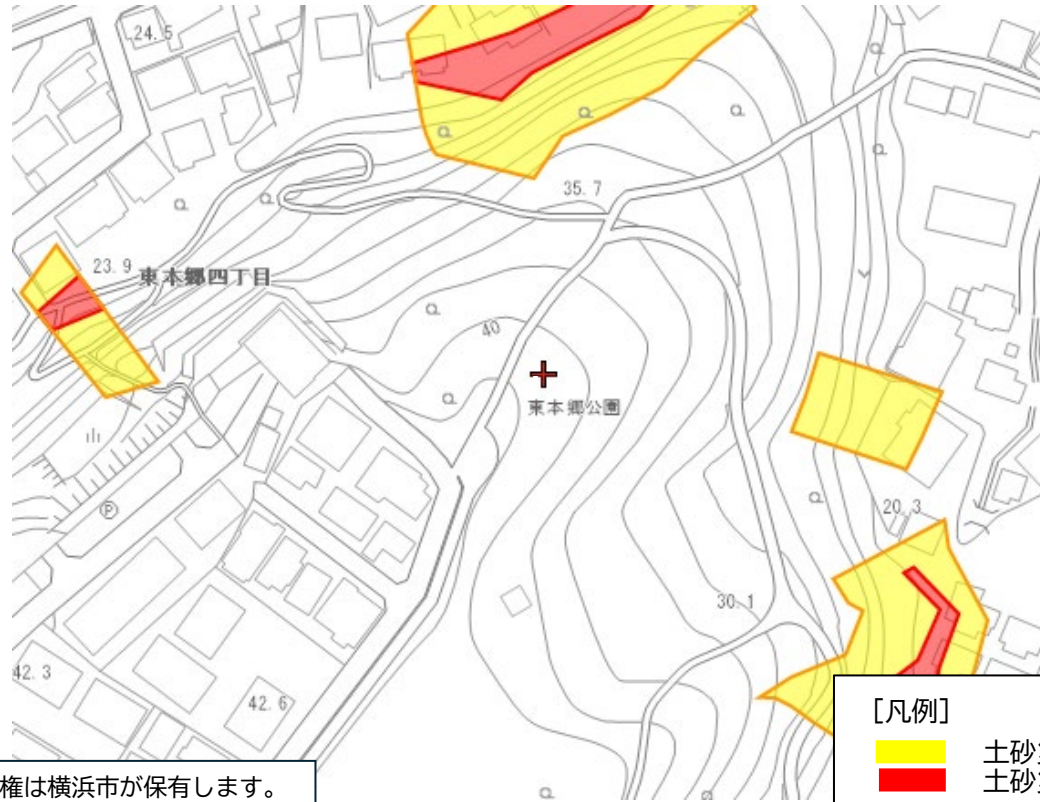 24.5
35.7
23.9
東本郷四丁目
40
東本郷公園
P
20.3
30.1
42.3
42.6
[凡例]
土砂
土砂
権は横浜市が保有します。